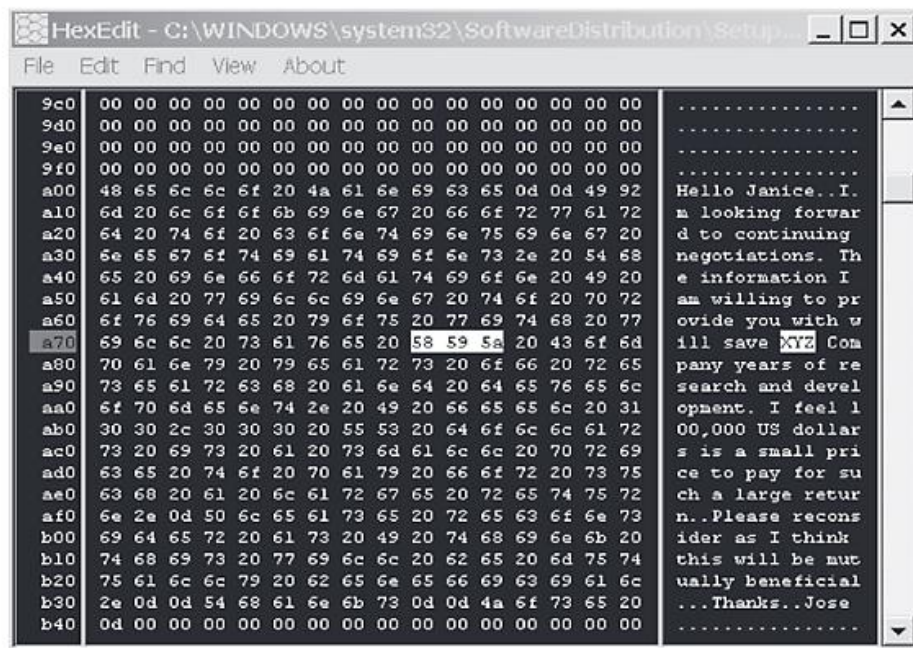 HexEdit - C:\WINDOWS\system32\SoftwareDistribution\Setup...
File Edit Find View About
9c0 00 00 00 00 00 00 00 00 00 00 00 00 00 00 00 00 ................
9d0 00 00 00 00 00 00 00 00 00 00 00 00 00 00 00 00 ................
9e0 00 00 00 00 00 00 00 00 00 00 00 00 00 00 00 00 ................
9f0 00 00 00 00 00 00 00 00 00 00 00 00 00 00 00 00 ................
a00 48 65 6c 6c 6f 20 4a 61 6e 69 63 65 0d 0d 49 92 Hello Janice..I.
a10 6d 20 6c 6f 6f 6b 69 6e 67 20 66 6f 72 77 61 72 m looking forwar
a20 64 20 74 6f 20 63 6f 6e 74 69 6e 75 69 6e 67 20 d to continuing
a30 6e 65 67 6f 74 69 61 74 69 6f 6e 73 2e 20 54 68 negotiations. Th
a40 65 20 69 6e 66 6f 72 6d 61 74 69 6f 6e 20 49 20 e information I
a50 61 6d 20 77 69 6c 6c 69 6e 67 20 74 6f 20 70 72 am willing to pr
a60 6f 76 69 64 65 20 79 6f 75 20 77 69 74 68 20 77 ovide you with w
a70 69 6c 6c 20 73 61 76 65 20 58 59 5a 20 43 6f 6d ill save XYZ Com
a80 70 61 6e 79 20 79 65 61 72 73 20 6f 66 20 72 65 pany years of re
a90 73 65 61 72 63 68 20 61 6e 64 20 64 65 76 65 6c search and devel
aa0 6f 70 6d 65 6e 74 2e 20 49 20 66 65 65 6c 20 31 opment. I feel 1
ab0 30 30 2c 30 30 30 20 55 53 20 64 6f 6c 6c 61 72 00,000 US dollar
ac0 73 20 69 73 20 61 20 73 6d 61 6c 6c 20 70 72 69 s is a small pri
ad0 63 65 20 74 6f 20 70 61 79 20 66 6f 72 20 73 75 ce to pay for su
ae0 63 68 20 61 20 6c 61 72 67 65 20 72 65 74 75 72 ch a large retur
af0 6e 2e 0d 50 6c 65 61 73 65 20 72 65 63 6f 6e 73 n..Please recons
b00 69 64 65 72 20 61 73 20 49 20 74 68 69 6e 6b 20 ider as I think
b10 74 68 69 73 20 77 69 6c 6c 20 62 65 20 6d 75 74 this will be mut
b20 75 61 6c 6c 79 20 62 65 6e 65 66 69 63 69 61 6c ually beneficial
b30 2e 0d 0d 54 68 61 6e 6b 73 0d 0d 4a 6f 73 65 20 ...Thanks..Jose
b40 0d 00 00 00 00 00 00 00 00 00 00 00 00 00 00 00 ................